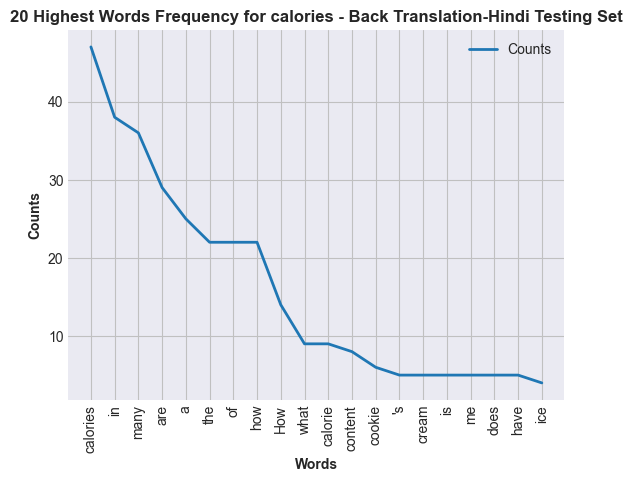 20 Highest Words Frequency for calories - Back Translation-Hindi Testing Set
Counts
40
30
20
10
Counts
calories
in
many
are
a
the
of
how
How
what
calorie
content
cookie
's
cream
is
me
does
have
ice
Words